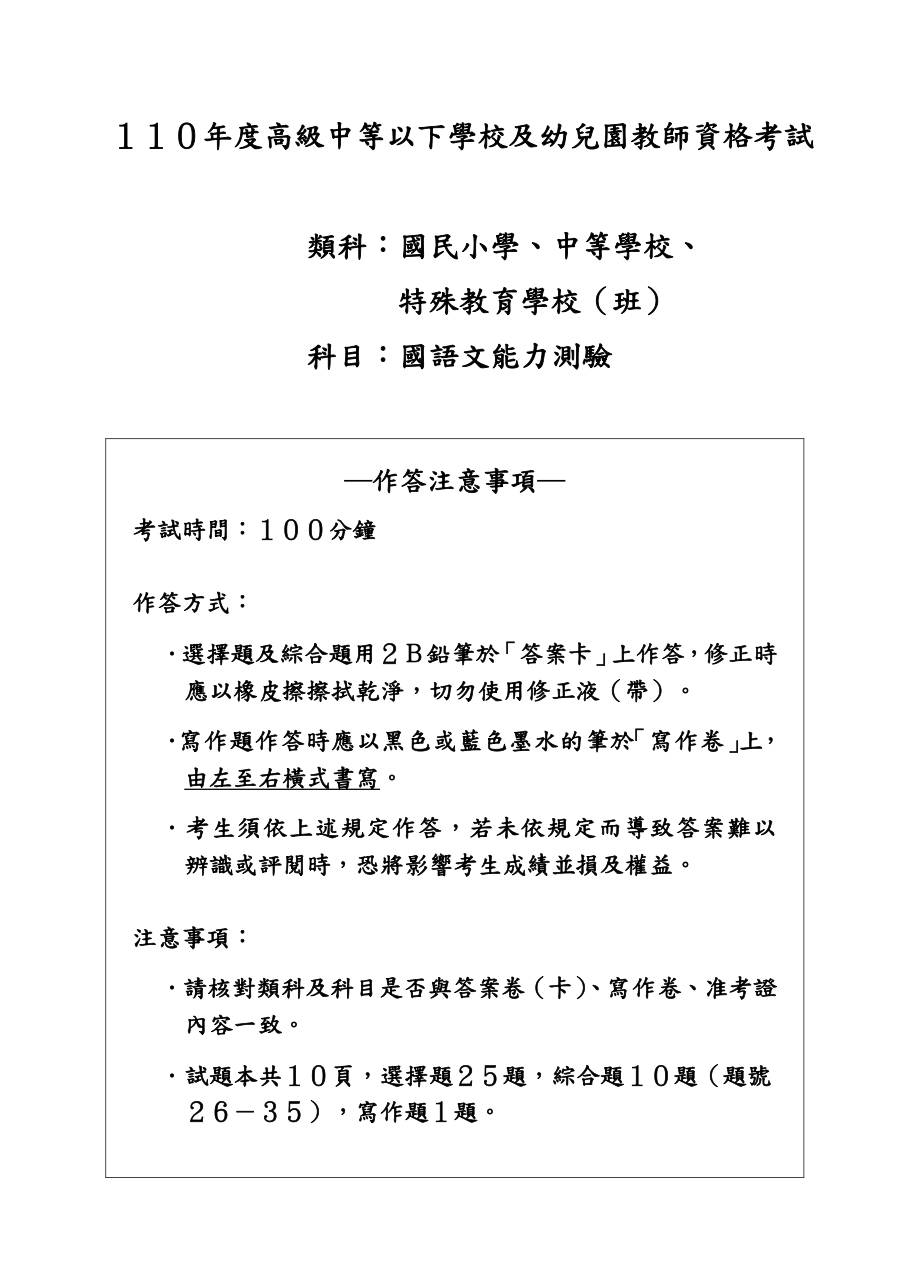 110年度高級中等以下學校及幼兒園教師資格考試
類科：國民小學、中等學校、
特殊教育學校（班）
科目：國語文能力測驗
—作答注意事項—
考試時間：100分鐘
作答方式：
·選擇題及綜合題用2B鉛筆於「答案卡」上作答，修正時
應以橡皮擦擦拭乾淨，切勿使用修正液（帶）。
·寫作題作答時應以黑色或藍色墨水的筆於「寫作卷」上，
由左至右橫式書寫。
·考生須依上述規定作答，若未依規定而導致答案難以
辨識或評閱時，恐將影響考生成績並損及權益。
注意事項：
·請核對類科及科目是否與答案卷（卡）、寫作卷、准考證
內容一致。
·試題本共10頁，選擇題25題，綜合題10題（題號
26－35），寫作題1題。